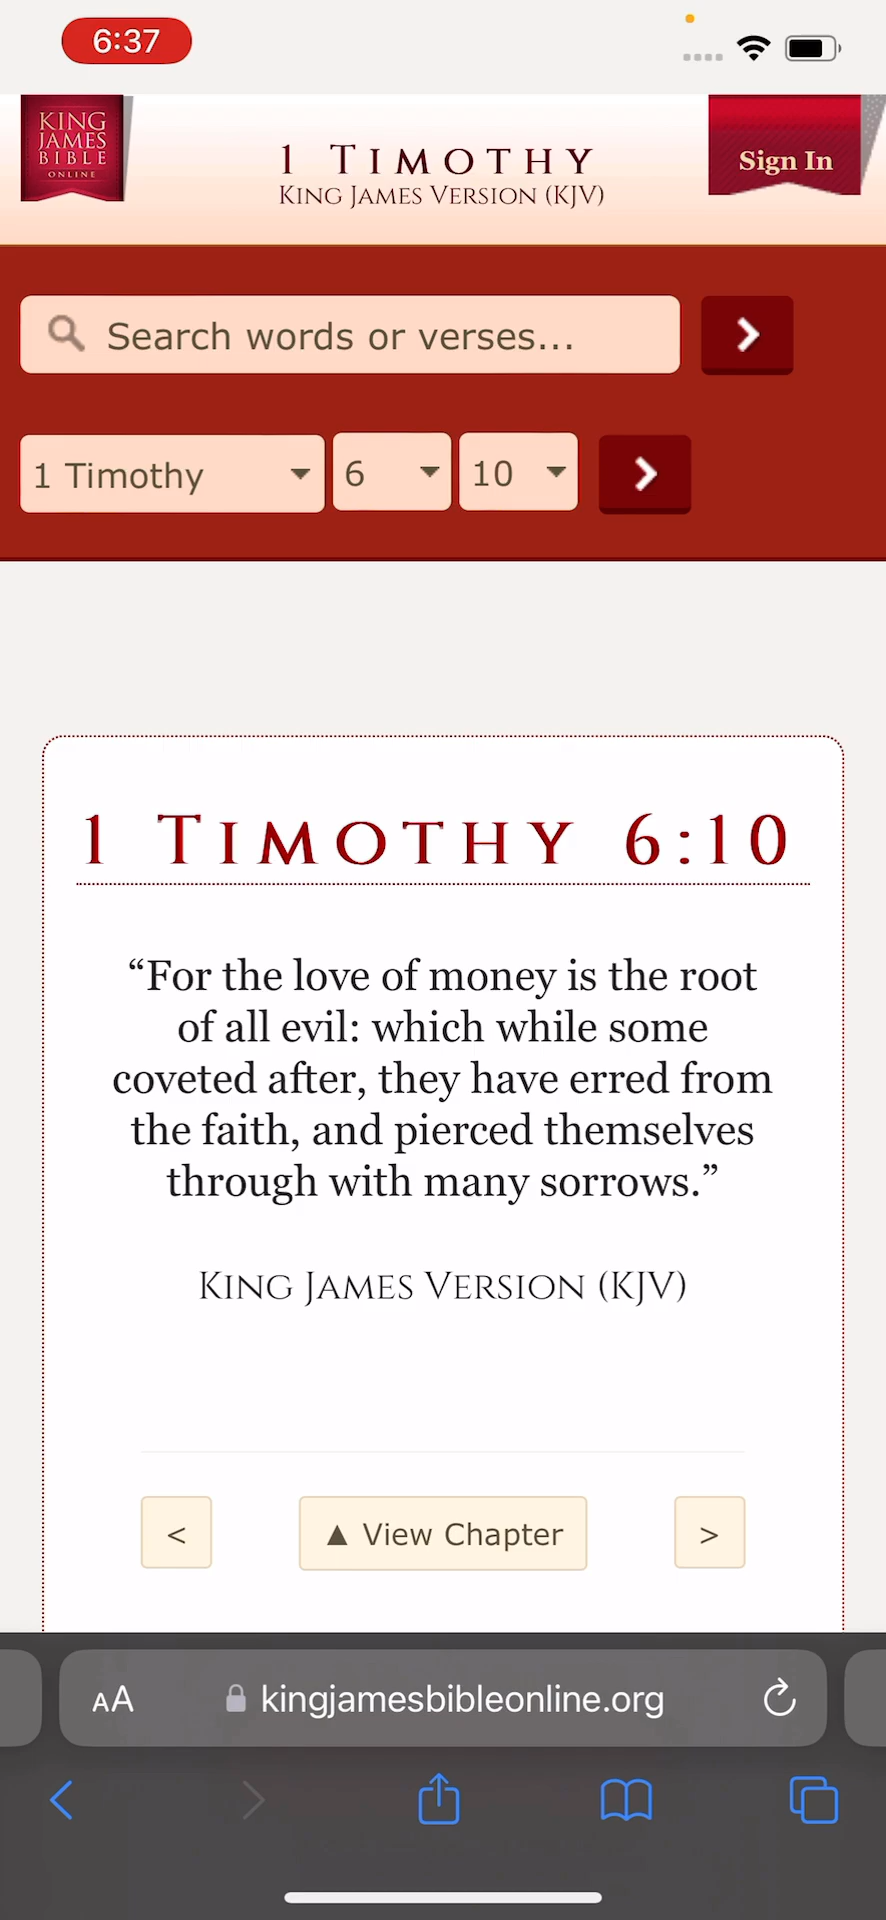 6:37
KING
JAMES
BIBLE
ONLINE
1 TIMOTHY
KING JAMES VERSION (KJV)
Sign In
Search words or verses...
1 Timothy
6
10
1 TIMOTHY 6:10
“For the love of money is the root
of all evil: which while some
coveted after, they have erred from
the faith, and pierced themselves
through with many sorrows.”
KING JAMES VERSION (KJV)
<
▲ View Chapter
>
AA
kingjamesbibleonline.org